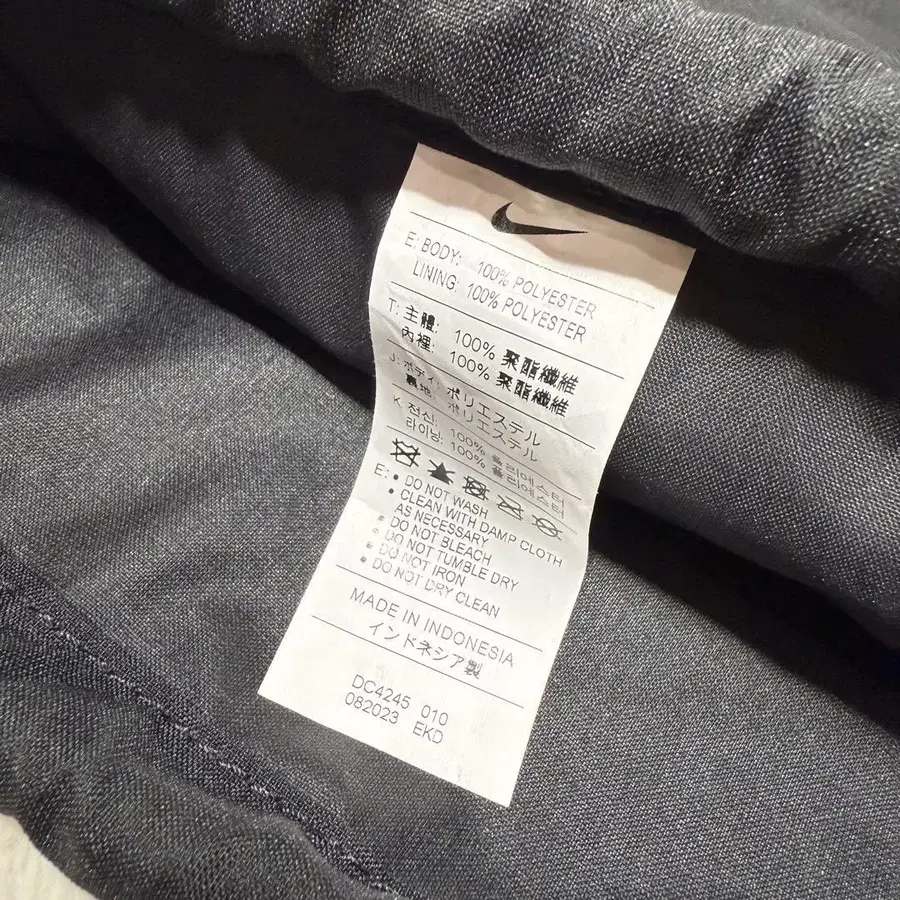 E: BODY: 100% POLYESTER
LINING: 100% POLYESTER
T: 主體: 100% 聚酯纖維
內裡: 100% 聚酯纖維
J: ボディ: ポリエステル
裏地: ポリエステル
K 전신: 100% 폴리에스터
라이닝: 100% 폴리에스터
E: • DO NOT WASH
• CLEAN WITH DAMP CLOTH
AS NECESSARY
• DO NOT BLEACH
• DO NOT TUMBLE DRY
• DO NOT IRON
• DO NOT DRY CLEAN
MADE IN INDONESIA
インドネシア製
DC4245 010
082023 EKD